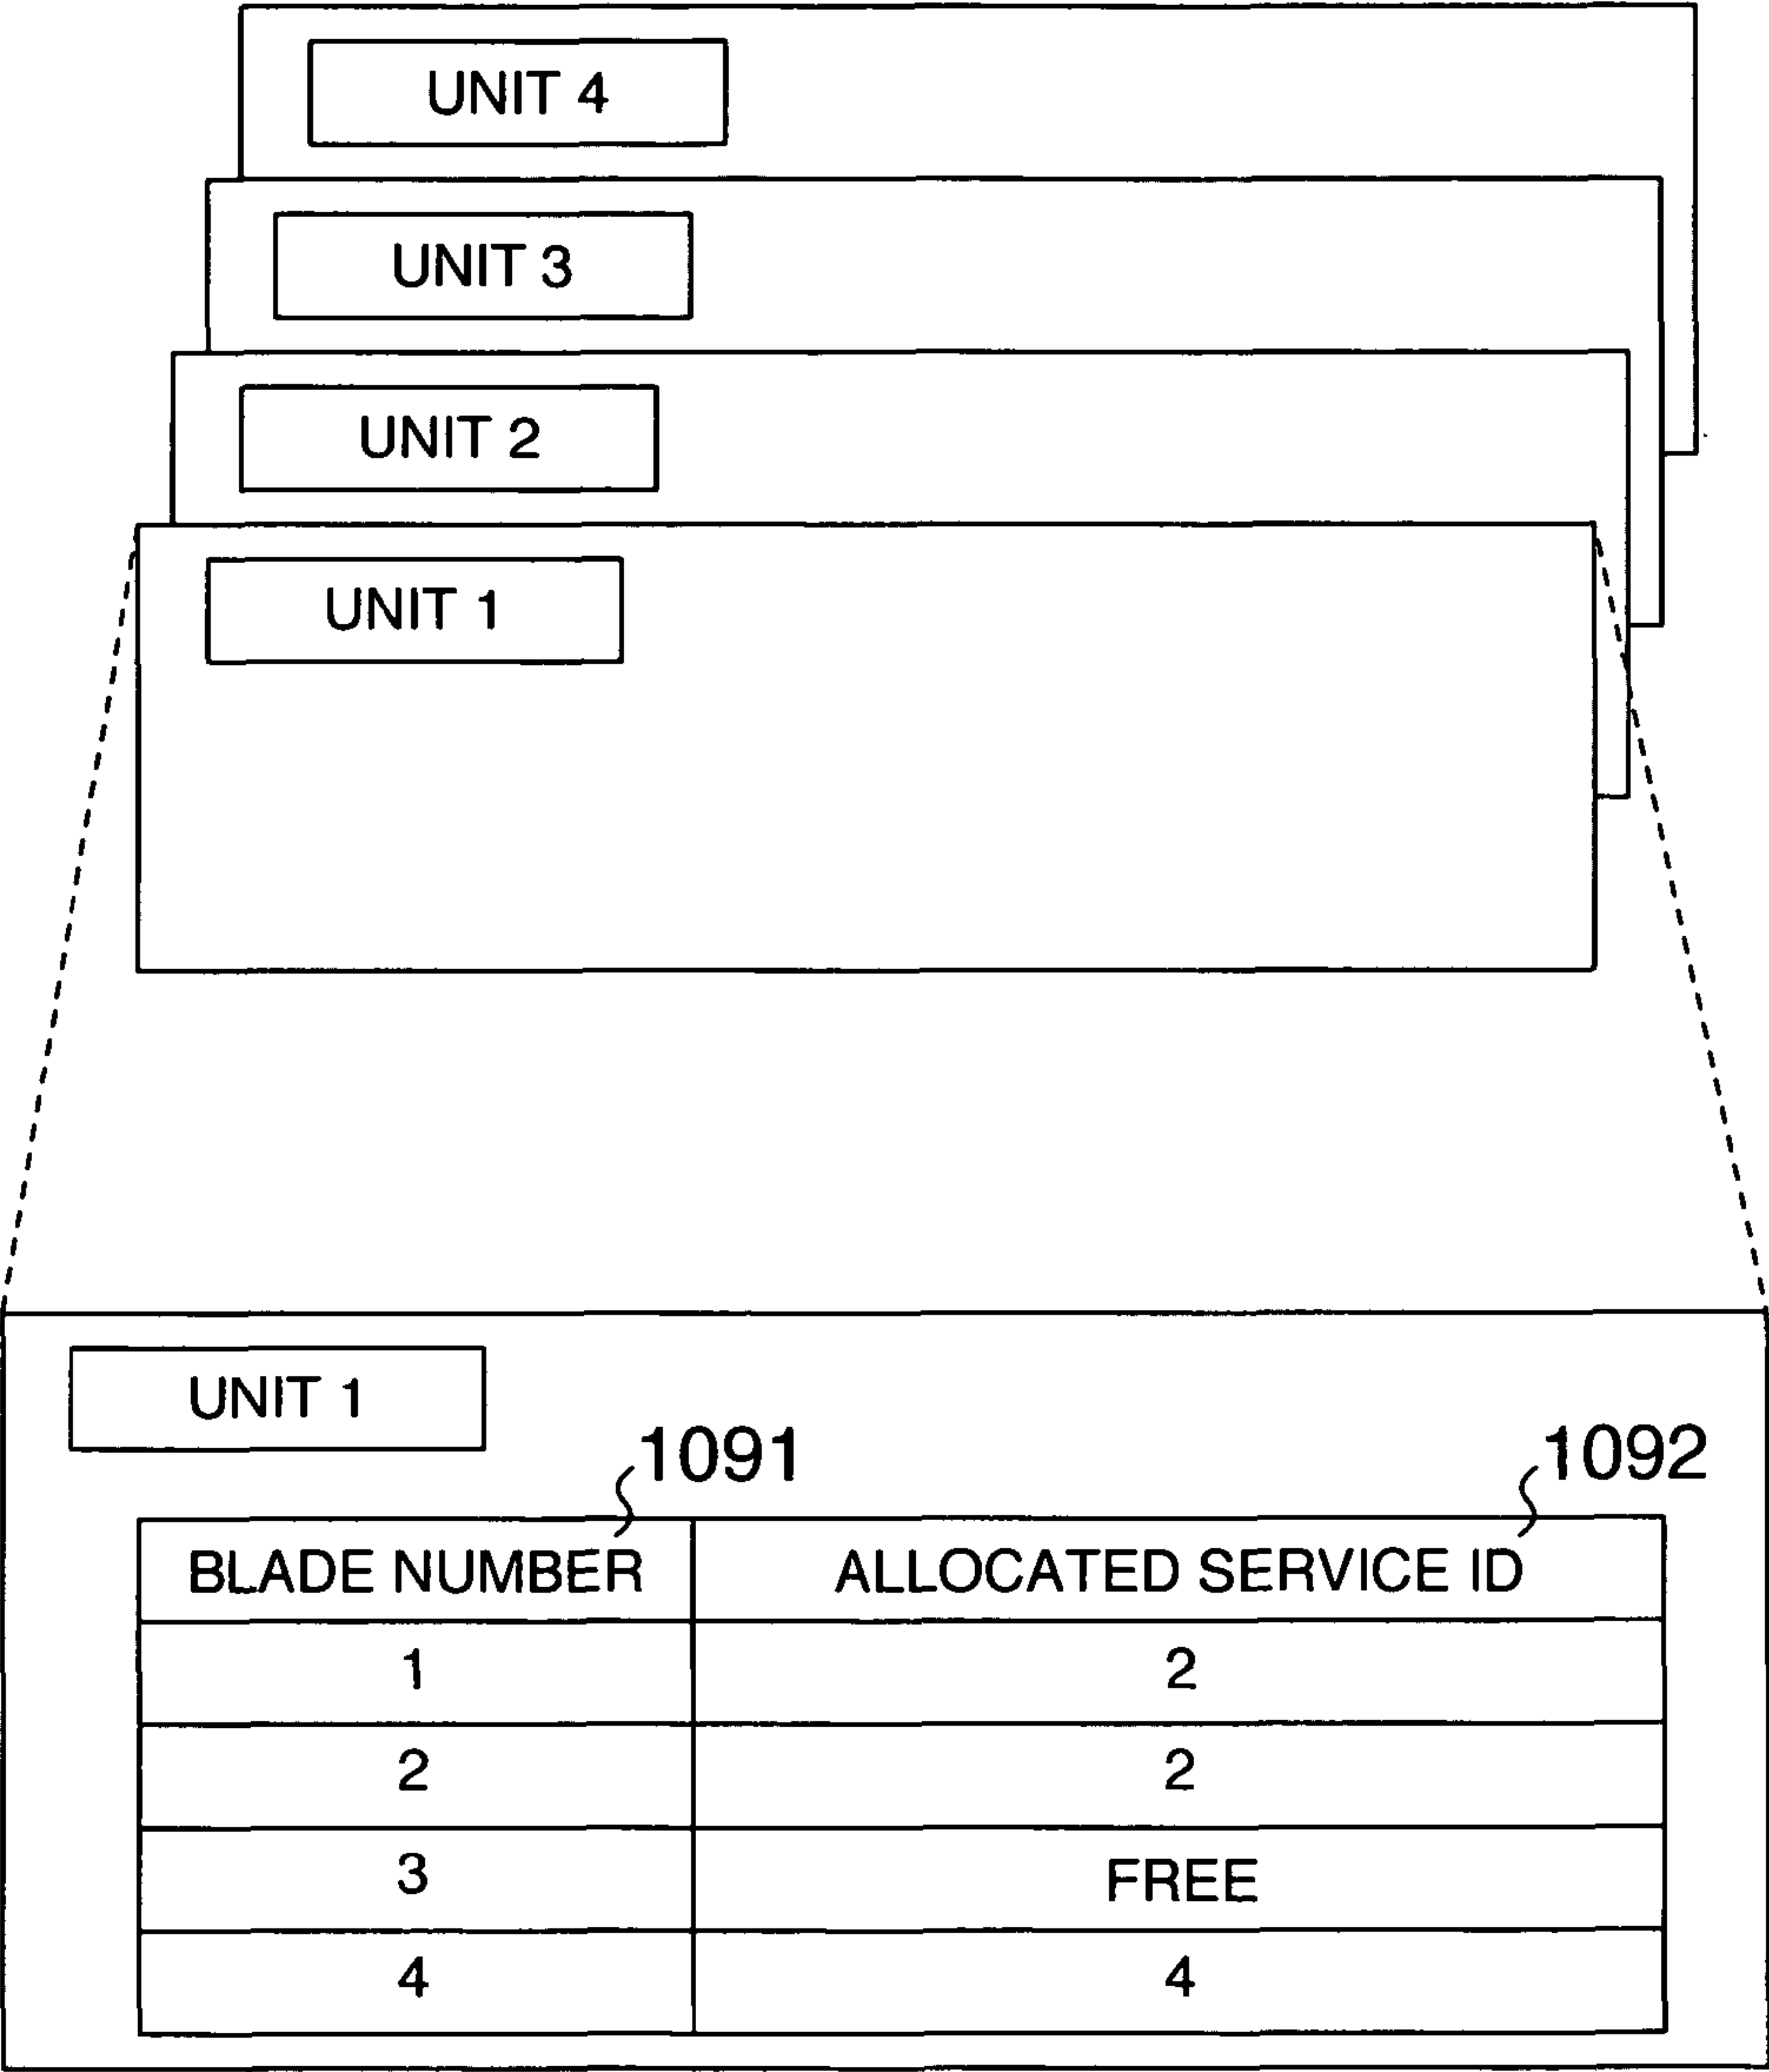 UNIT 4
UNIT 3
UNIT 2
UNIT 1
UNIT 1
1091 1092
BLADE NUMBER ALLOCATED SERVICE ID
1 2
2 2
3 FREE
4 4